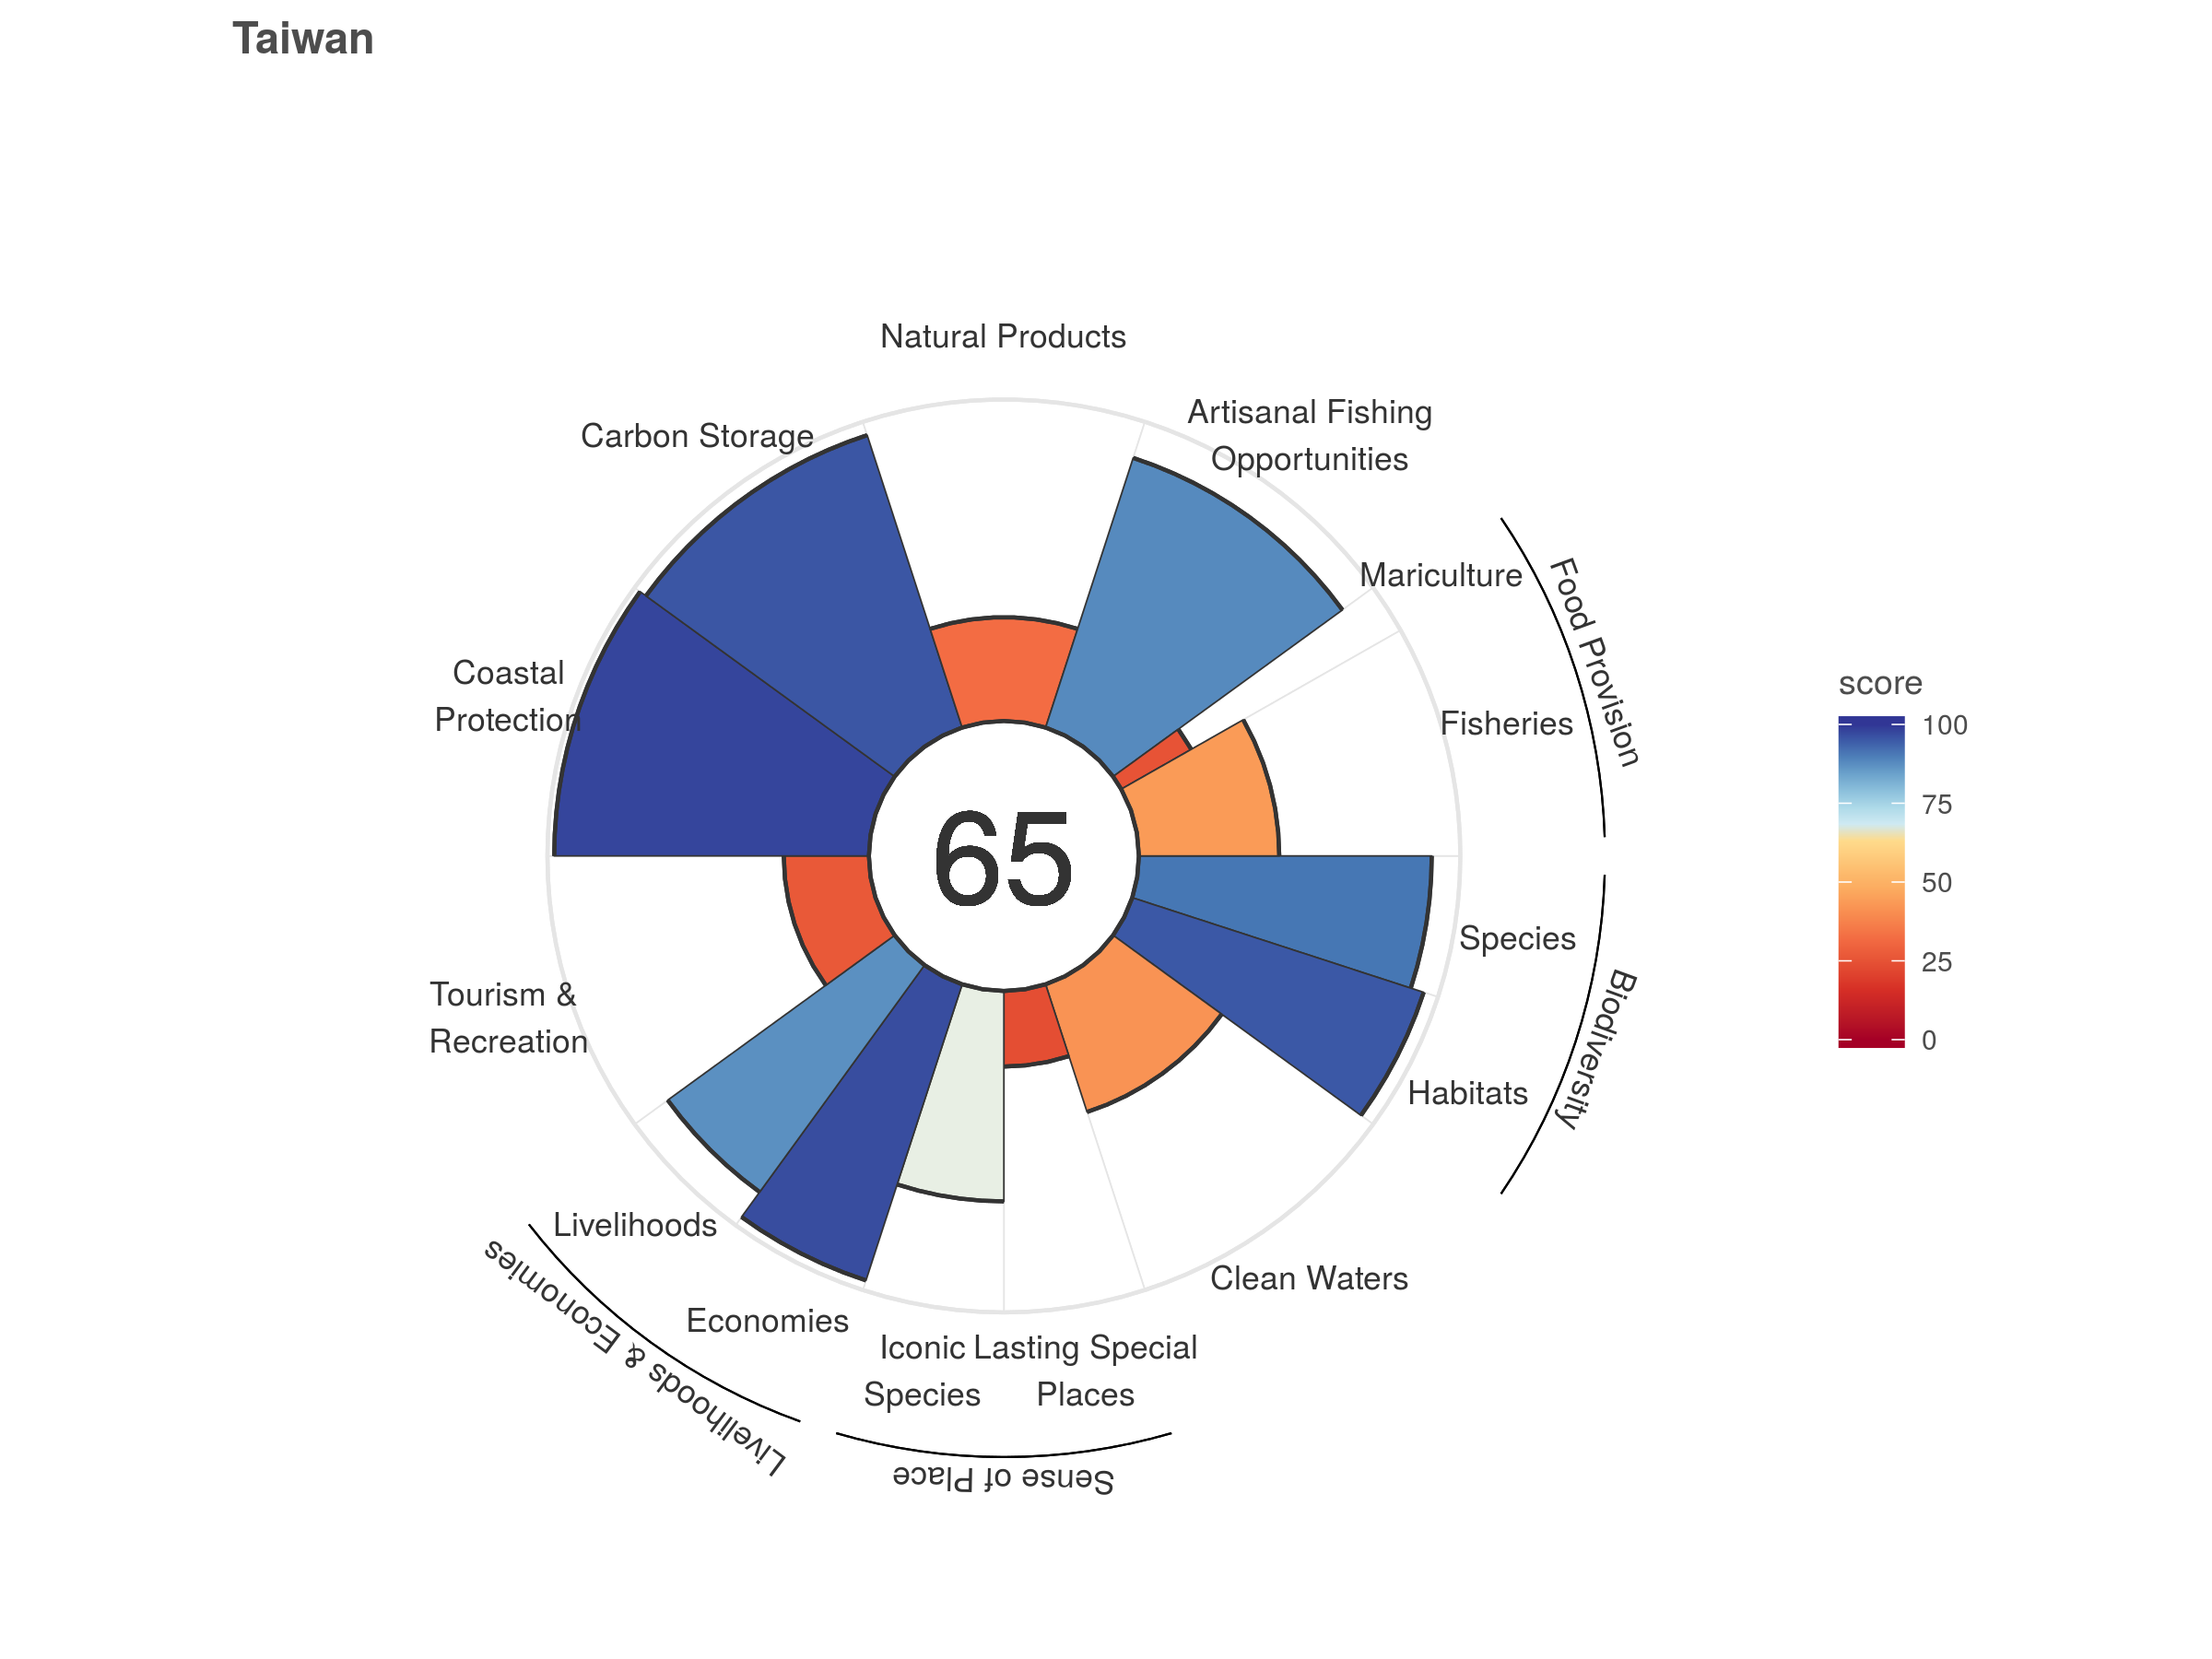 Taiwan
Natural Products
Artisanal Fishing
Opportunities
Carbon Storage
Mariculture
Food Provision
Coastal
Protection
Fisheries
score
100
75
50
25
0
65
Species
Biodiversity
Tourism &
Recreation
Habitats
Livelihoods
Clean Waters
Livelihoods & Economies
Economies
Iconic
Species
Lasting Special
Places
Sense of Place